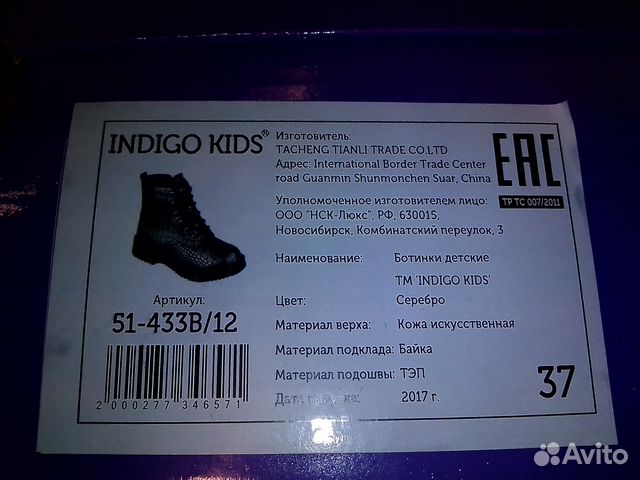 INDIGO KIDS®
Изготовитель:
TACHENG TIANLI TRADE CO.LTD
Адрес: International Border Trade Center
road Guanmin Shunmonchen Suar, China
EAC
ТР ТС 007/2011
Уполномоченное изготовителем лицо:
ООО "НСК-Люкс", РФ, 630015,
Новосибирск, Комбинатский переулок, 3
Наименование: Ботинки детские
ТМ 'INDIGO KIDS'
Артикул:
51-433B/12
Цвет: Серебро
Материал верха: Кожа искусственная
Материал подклада: Байка
Материал подошвы: ТЭП
Дата 2017 г.
37
2 000277 346571
Avito